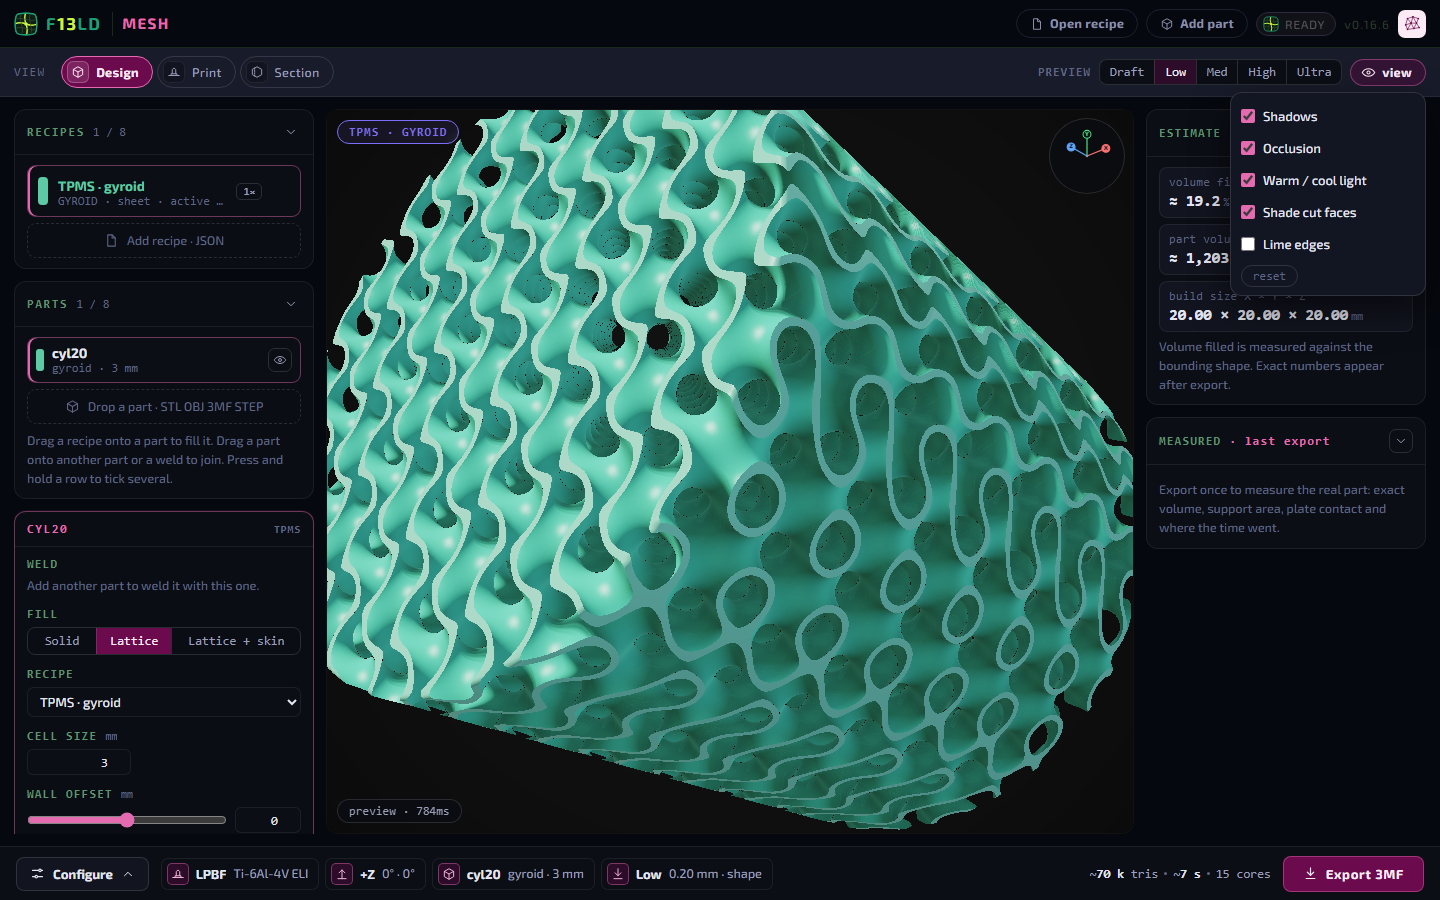 F13LD MESH
Open recipe
Add part
READY
v0.16.6
VIEW
Design
Print
Section
PREVIEW
Draft
Low
Med
High
Ultra
view
RECIPES 1 / 8
TPMS · gyroid
GYROID · sheet · active …
1×
Add recipe · JSON
PARTS 1 / 8
cyl20
gyroid · 3 mm
Drop a part · STL OBJ 3MF STEP
Drag a recipe onto a part to fill it. Drag a part
onto another part or a weld to join. Press and
hold a row to tick several.
CYL20
TPMS
WELD
Add another part to weld it with this one.
FILL
Solid
Lattice
Lattice + skin
RECIPE
TPMS · gyroid
CELL SIZE mm
3
WALL OFFSET mm
0
TPMS · GYROID
Y
Z
X
preview · 784ms
ESTIMATE
volume fi
≈ 19.2%
part volu
≈ 1,203
build size X × Y × Z
20.00 × 20.00 × 20.00 mm
Volume filled is measured against the
bounding shape. Exact numbers appear
after export.
Shadows
Occlusion
Warm / cool light
Shade cut faces
Lime edges
reset
MEASURED · last export
Export once to measure the real part: exact
volume, support area, plate contact and
where the time went.
Configure
LPBF Ti-6Al-4V ELI
+Z 0° · 0°
cyl20 gyroid · 3 mm
Low 0.20 mm · shape
~70 k tris · ~7 s · 15 cores
Export 3MF